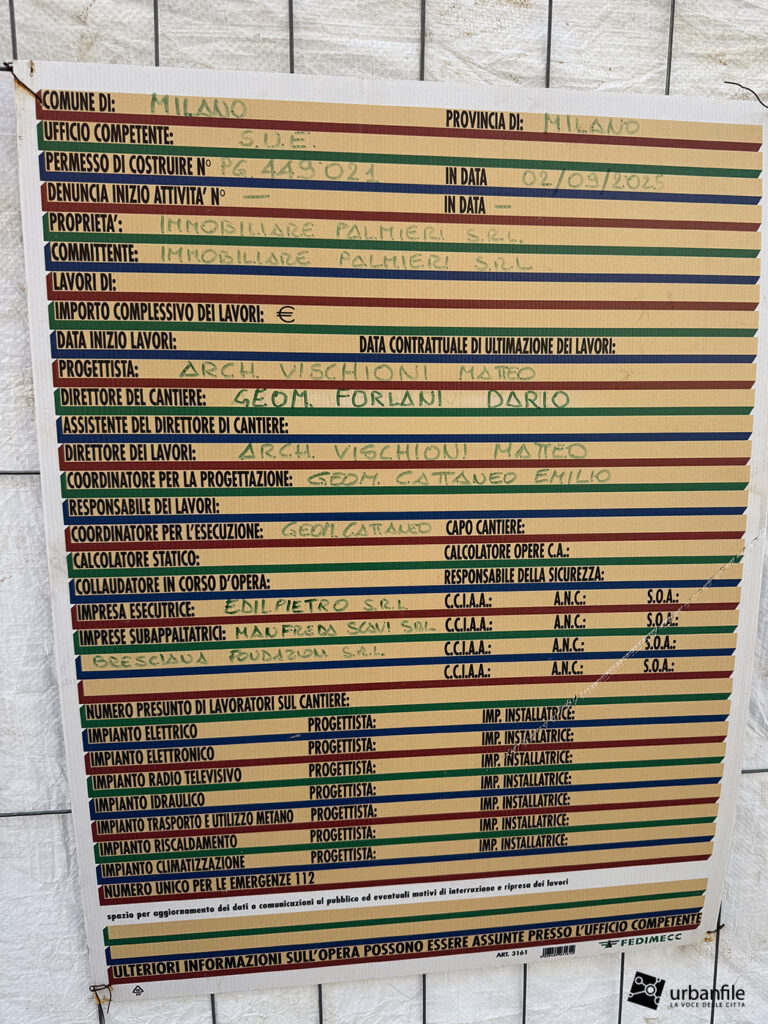 COMUNE DI: MILANO PROVINCIA DI: MILANO
UFFICIO COMPETENTE: S.U.E.
PERMESSO DI COSTRUIRE N° PG 449021 IN DATA 02/09/2025
DENUNCIA INIZIO ATTIVITA' N° — IN DATA —
PROPRIETA': IMMOBILIARE PALMIERI S.R.L.
COMMITTENTE: IMMOBILIARE PALMIERI S.R.L.
LAVORI DI:
IMPORTO COMPLESSIVO DEI LAVORI: €
DATA INIZIO LAVORI: DATA CONTRATTUALE DI ULTIMAZIONE DEI LAVORI:
PROGETTISTA: ARCH. VISCHIONI MATTEO
DIRETTORE DEL CANTIERE: GEOM. FORLANI DARIO
ASSISTENTE DEL DIRETTORE DI CANTIERE:
DIRETTORE DEI LAVORI: ARCH. VISCHIONI MATTEO
COORDINATORE PER LA PROGETTAZIONE: GEOM. CATTANEO EMILIO
RESPONSABILE DEI LAVORI:
COORDINATORE PER L'ESECUZIONE: GEOM. CATTANEO CAPO CANTIERE:
CALCOLATORE STATICO: CALCOLATORE OPERE C.A.:
COLLAUDATORE IN CORSO D'OPERA: RESPONSABILE DELLA SICUREZZA:
IMPRESA ESECUTRICE: EDILPIETRO S.R.L. C.C.I.A.A.: A.N.C.: S.O.A.:
IMPRESE SUBAPPALTATRICI: MANFREDA SCAVI SRL C.C.I.A.A.: A.N.C.: S.O.A.:
BRESCIANA FONDAZIONI S.R.L. C.C.I.A.A.: A.N.C.: S.O.A.:
C.C.I.A.A.: A.N.C.: S.O.A.:
NUMERO PRESUNTO DI LAVORATORI SUL CANTIERE:
IMPIANTO ELETTRICO PROGETTISTA: IMP. INSTALLATRICE:
IMPIANTO ELETTRONICO PROGETTISTA: IMP. INSTALLATRICE:
IMPIANTO RADIO TELEVISIVO PROGETTISTA: IMP. INSTALLATRICE:
IMPIANTO IDRAULICO PROGETTISTA: IMP. INSTALLATRICE:
IMPIANTO TRASPORTO E UTILIZZO METANO PROGETTISTA: IMP. INSTALLATRICE:
IMPIANTO RISCALDAMENTO PROGETTISTA: IMP. INSTALLATRICE:
IMPIANTO CLIMATIZZAZIONE PROGETTISTA: IMP. INSTALLATRICE:
NUMERO UNICO PER LE EMERGENZE 112
spazio per aggiornamento dei dati o comunicazioni al pubblico ed eventuali motivi di interruzione e ripresa dei lavori
ULTERIORI INFORMAZIONI SULL'OPERA POSSONO ESSERE ASSUNTE PRESSO L'UFFICIO COMPETENTE
ART. 3161 FEDIMECC
urbanfile
LA VOCE DELLE CITTÀ